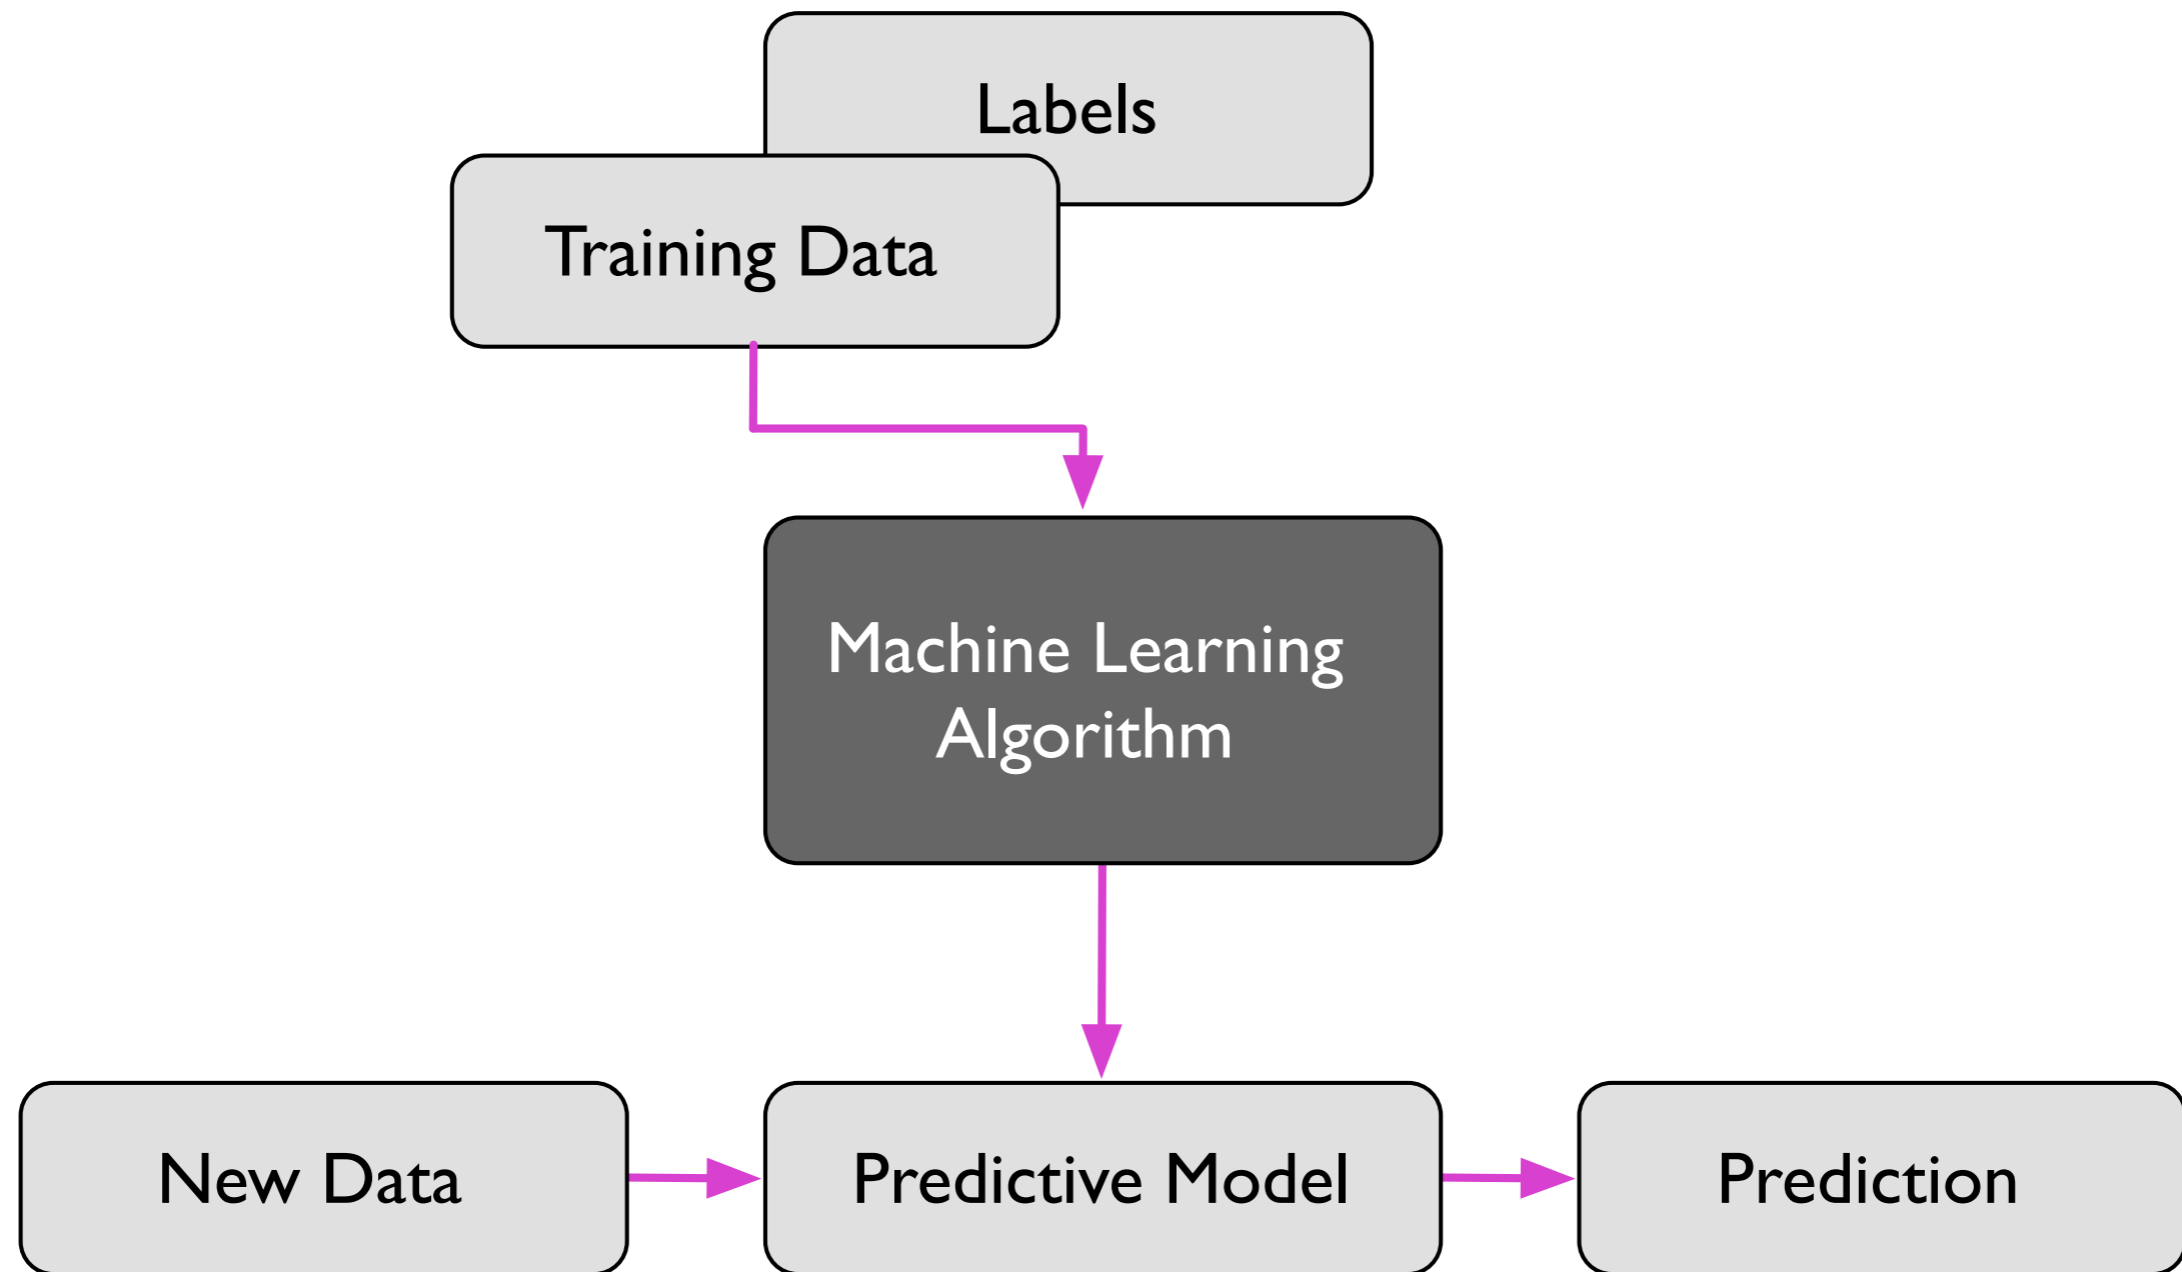 Labels
Training Data
Machine Learning
Algorithm
New Data
Predictive Model
Prediction